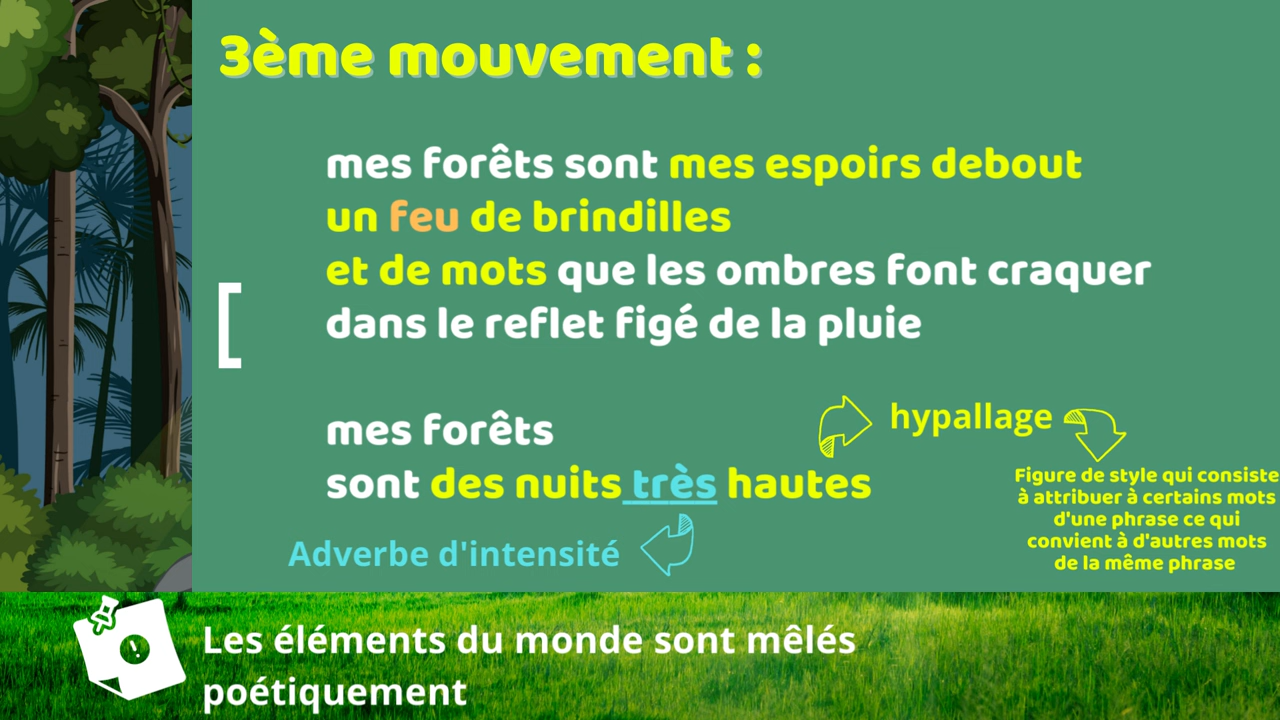 3ème mouvement :
mes forêts sont mes espoirs debout
un feu de brindilles
et de mots que les ombres font craquer
dans le reflet figé de la pluie
[
mes forêts
sont des nuits très hautes
hypallage
Figure de style qui consiste
à attribuer à certains mots
d'une phrase ce qui
convient à d'autres mots
de la même phrase
Adverbe d'intensité
!
Les éléments du monde sont mêlés
poétiquement